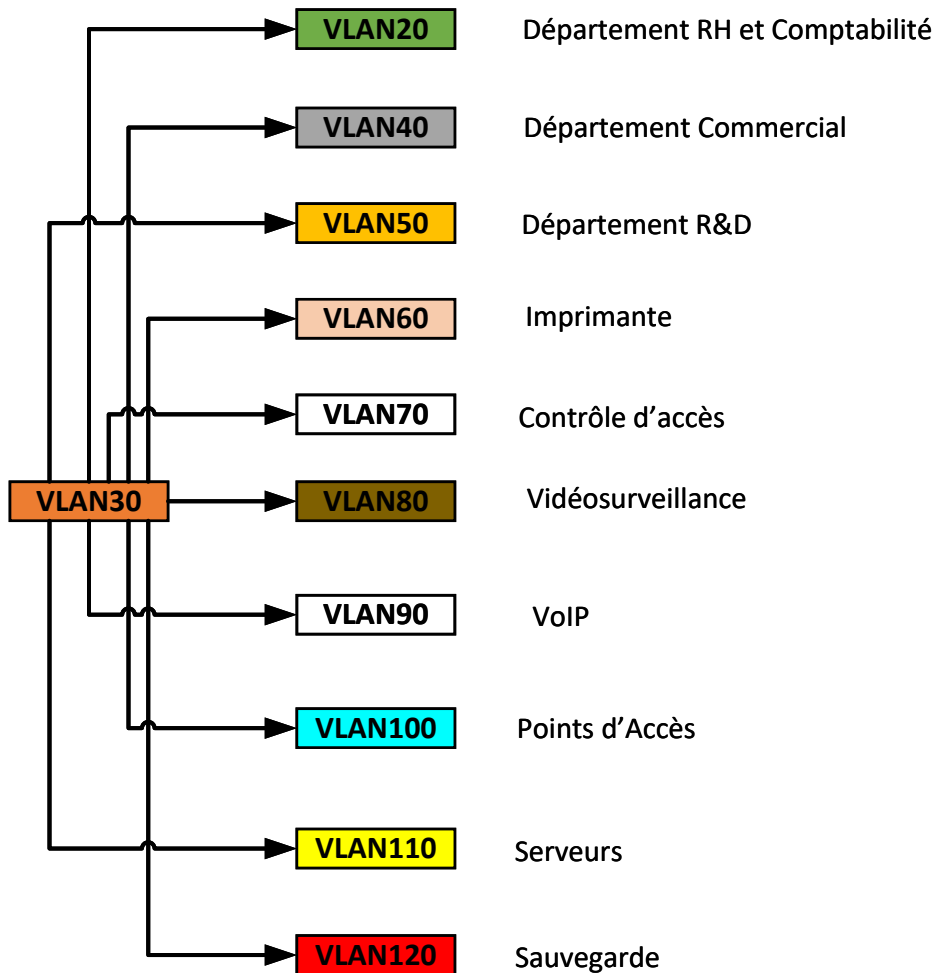 VLAN20 Département RH et Comptabilité
VLAN40 Département Commercial
VLAN50 Département R&D
VLAN60 Imprimante
VLAN70 Contrôle d’accès
VLAN30
VLAN80 Vidéosurveillance
VLAN90 VoIP
VLAN100 Points d’Accès
VLAN110 Serveurs
VLAN120 Sauvegarde